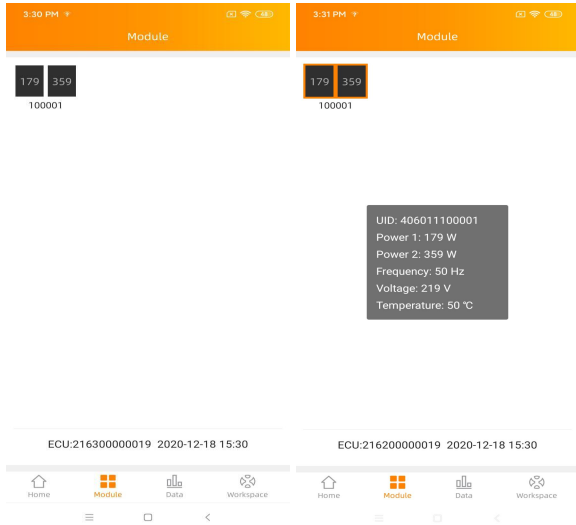 3:30 PM
Module
179 359
100001
ECU:216300000019 2020-12-18 15:30
Home Module Data Workspace
3:31 PM
Module
179 359
100001
UID: 406011100001
Power 1: 179 W
Power 2: 359 W
Frequency: 50 Hz
Voltage: 219 V
Temperature: 50 ℃
ECU:216200000019 2020-12-18 15:30
Home Module Data Workspace